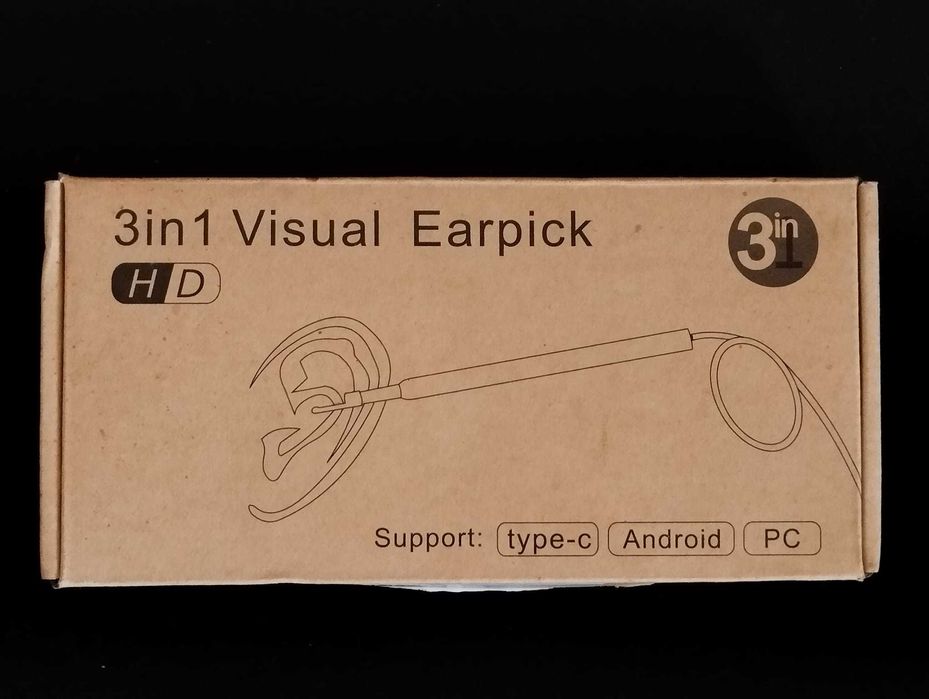 3in1 Visual Earpick
HD
3in1
Support: type-c Android PC